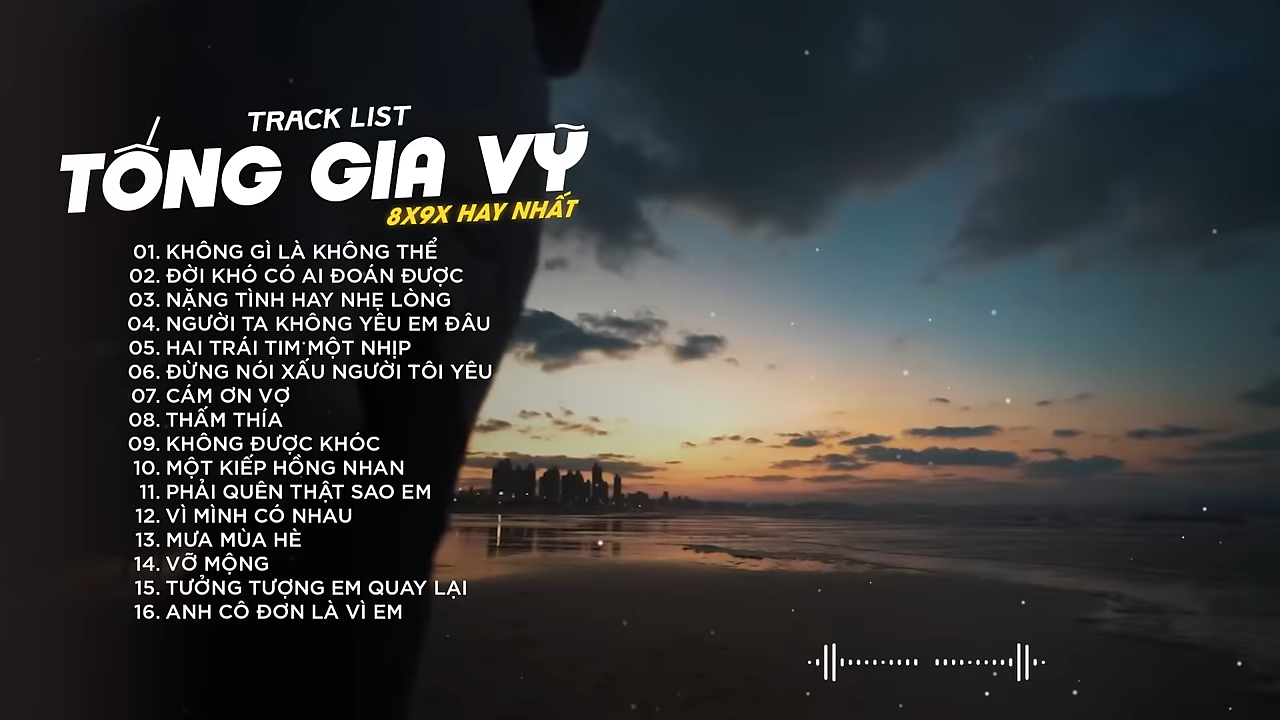 TRACK LIST
TỐNG GIA VỸ
8X9X HAY NHẤT
01. KHÔNG GÌ LÀ KHÔNG THỂ
02. ĐỜI KHÓ CÓ AI ĐOÁN ĐƯỢC
03. NẶNG TÌNH HAY NHẸ LÒNG
04. NGƯỜI TA KHÔNG YÊU EM ĐÂU
05. HAI TRÁI TIM MỘT NHỊP
06. ĐỪNG NÓI XẤU NGƯỜI TÔI YÊU
07. CÁM ƠN VỢ
08. THẤM THÍA
09. KHÔNG ĐƯỢC KHÓC
10. MỘT KIẾP HỒNG NHAN
11. PHẢI QUÊN THẬT SAO EM
12. VÌ MÌNH CÓ NHAU
13. MƯA MÙA HÈ
14. VỠ MỘNG
15. TƯỞNG TƯỢNG EM QUAY LẠI
16. ANH CÔ ĐƠN LÀ VÌ EM